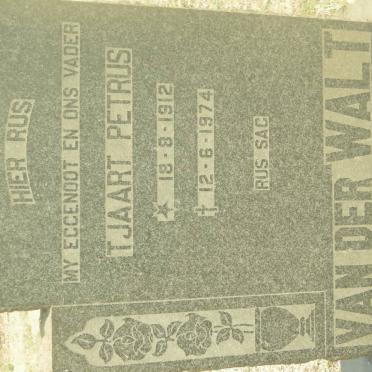 HIER RUS
MY EGGENOOT EN ONS VADER
TJAART PETRUS
18-8-1912
12-6-1974
RUS SAG
VAN DER WALT